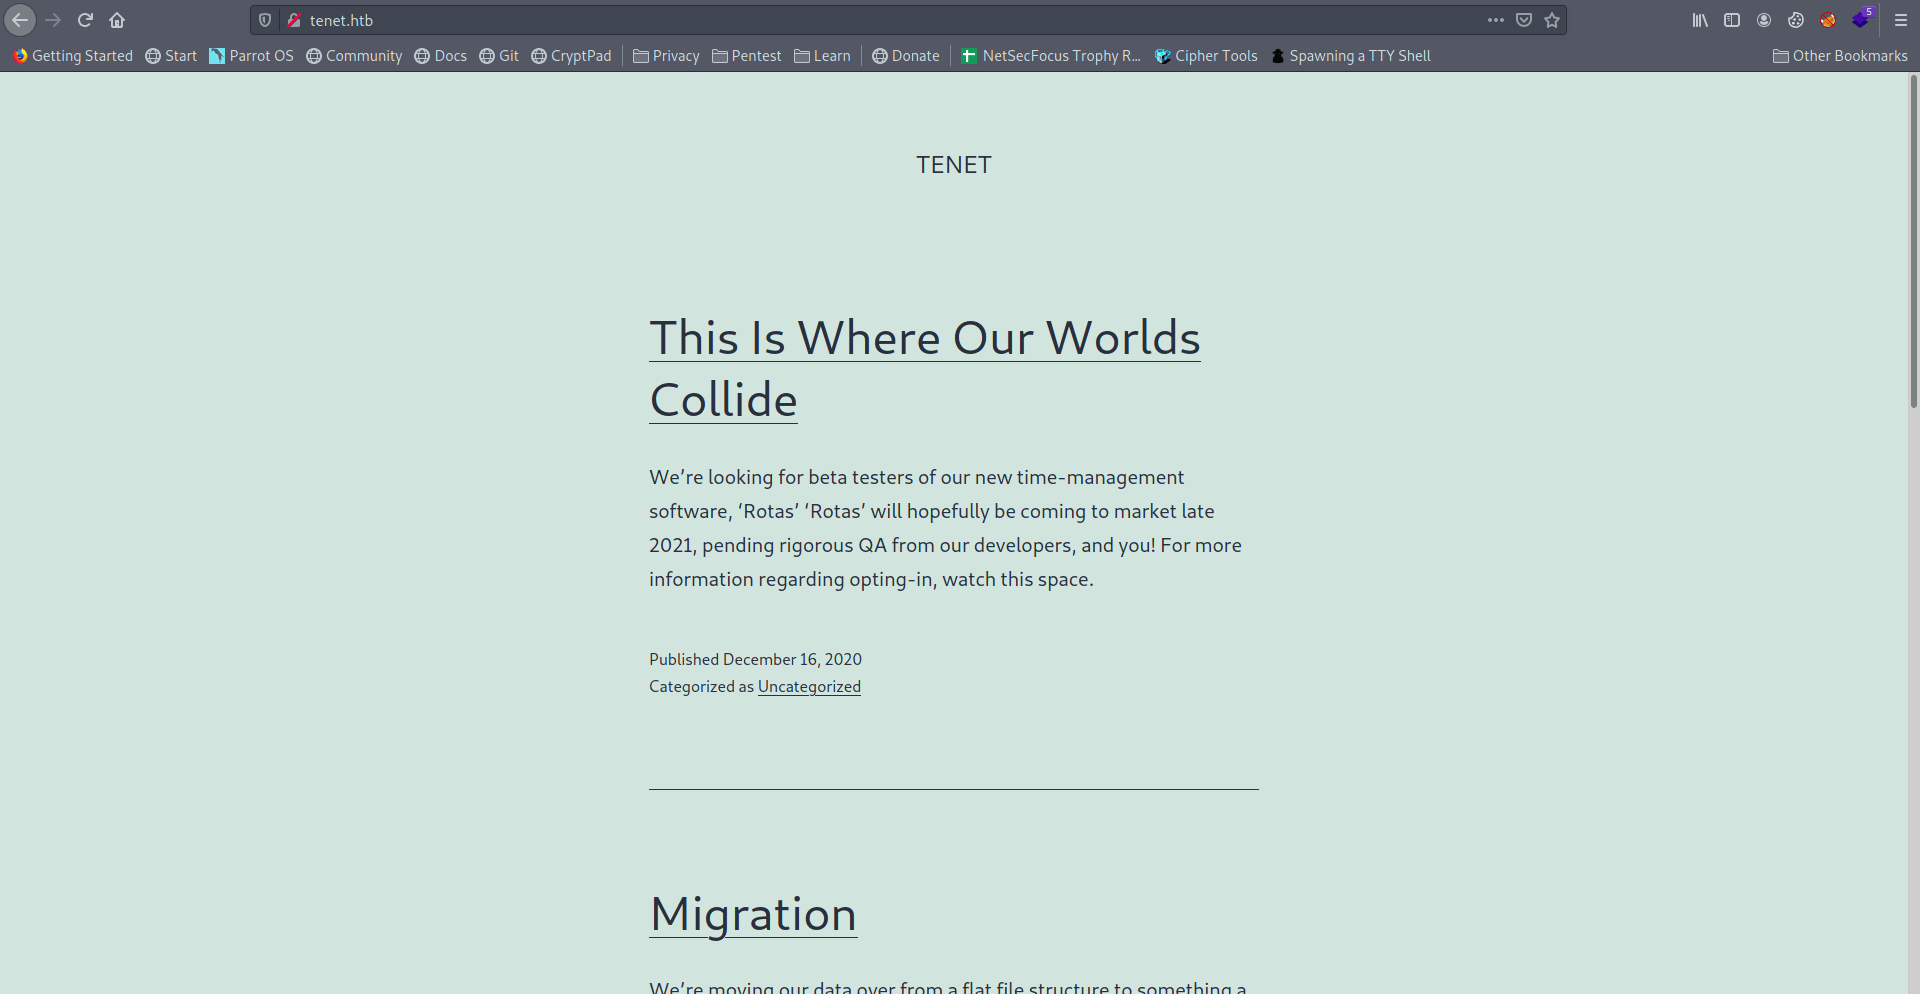 tenet.htb
5
Getting Started Start Parrot OS Community Docs Git CryptPad Privacy Pentest Learn Donate NetSecFocus Trophy R... Cipher Tools Spawning a TTY Shell Other Bookmarks
TENET
This Is Where Our Worlds
Collide
We’re looking for beta testers of our new time-management
software, ‘Rotas’ ‘Rotas’ will hopefully be coming to market late
2021, pending rigorous QA from our developers, and you! For more
information regarding opting-in, watch this space.
Published December 16, 2020
Categorized as Uncategorized
Migration
We’re moving our data over from a flat file structure to something a